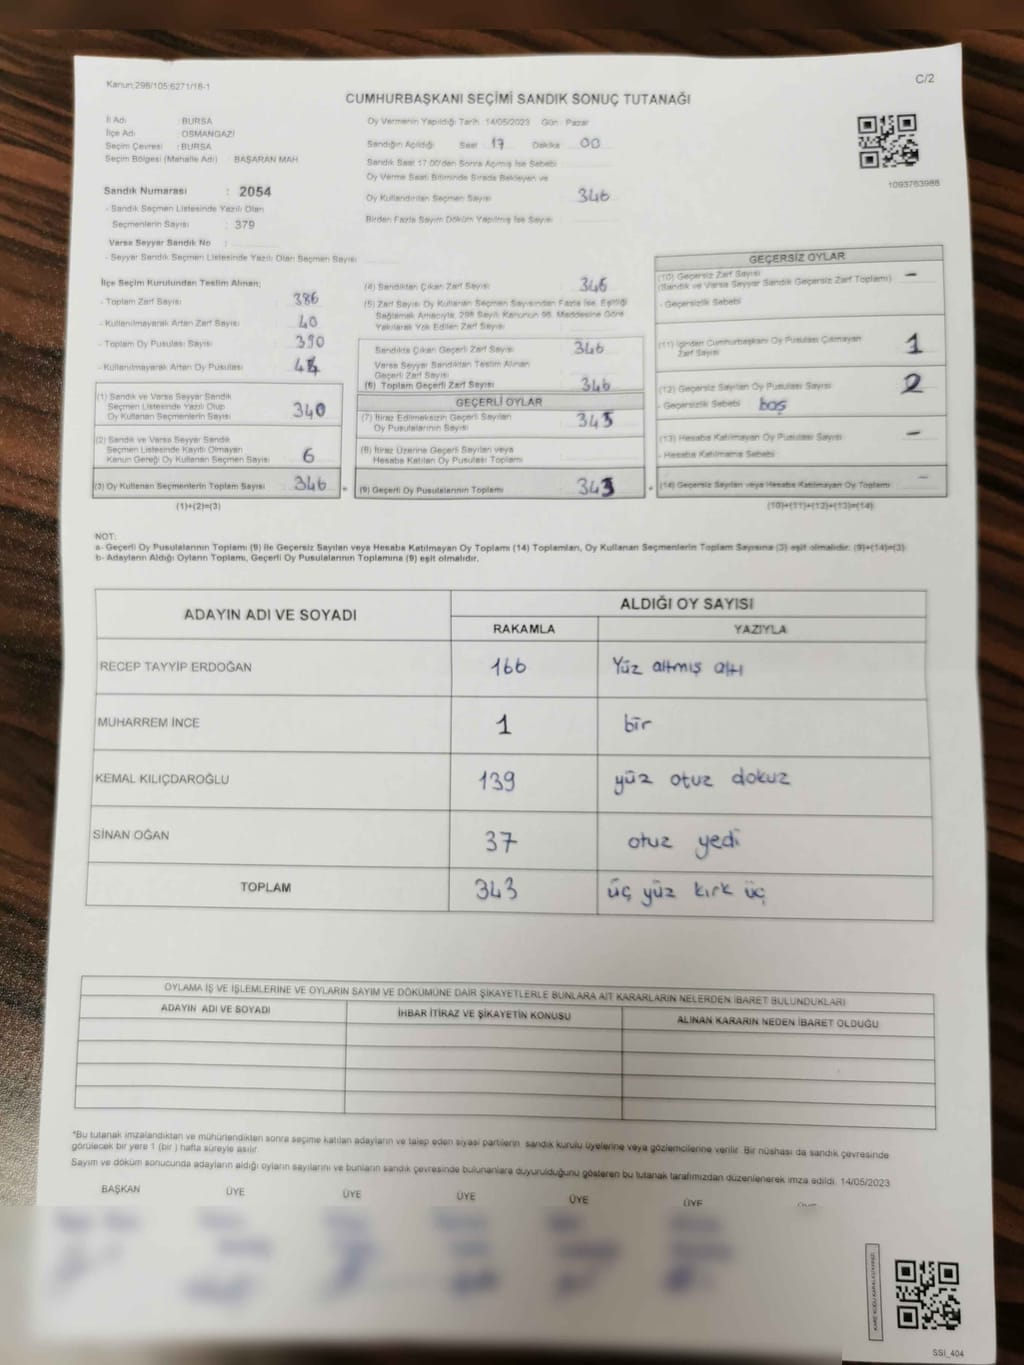 Kanun;298/105;6271/18-1
C/2
CUMHURBAŞKANI SEÇİMİ SANDIK SONUÇ TUTANAĞI
İl Adı : BURSA
İlçe Adı : OSMANGAZİ
Seçim Çevresi : BURSA
Seçim Bölgesi (Mahalle Adı) : BAŞARAN MAH
Oy Vermenin Yapıldığı Tarih: 14/05/2023 Gün : Pazar
Sandığın Açıldığı Saat 17 Dakika 00
Sandık Saat 17.00'den Sonra Açılmış İse Sebebi
Oy Verme Saati Bitiminde Sırada Bekleyen ve
Oy Kullandırılan Seçmen Sayısı 346
Birden Fazla Sayım Döküm Yapılmış İse Sayısı
1093763988
Sandık Numarası : 2054
- Sandık Seçmen Listesinde Yazılı Olan
Seçmenlerin Sayısı : 379
Varsa Seyyar Sandık No :
- Seyyar Sandık Seçmen Listesinde Yazılı Olan Seçmen Sayısı
İlçe Seçim Kurulundan Teslim Alınan;
- Toplam Zarf Sayısı 386
- Kullanılmayarak Artan Zarf Sayısı 40
- Toplam Oy Pusulası Sayısı 390
- Kullanılmayarak Artan Oy Pusulası
(1) Sandık ve Varsa Seyyar Sandık
Seçmen Listesinde Yazılı Olup
Oy Kullanan Seçmenlerin Sayısı 340
(2) Sandık ve Varsa Seyyar Sandık
Seçmen Listesinde Kayıtlı Olmayan
Kanun Gereği Oy Kullanan Seçmen Sayısı 6
(3) Oy Kullanan Seçmenlerin Toplam Sayısı 346
(1)+(2)=(3)
(4) Sandıktan Çıkan Zarf Sayısı 346
(5) Zarf Sayısı Oy Kullanan Seçmen Sayısından Fazla İse, Eşitliği
Sağlamak Amacıyla, 298 Sayılı Kanunun 98. Maddesine Göre
Yakılarak Yok Edilen Zarf Sayısı
Sandıkta Çıkan Geçerli Zarf Sayısı 346
Varsa Seyyar Sandıktan Teslim Alınan
Geçerli Zarf Sayısı
(6) Toplam Geçerli Zarf Sayısı 346
GEÇERLİ OYLAR
(7) İtiraz Edilmeksizin Geçerli Sayılan
Oy Pusulalarının Sayısı 343
(8) İtiraz Üzerine Geçerli Sayılan veya
Hesaba Katılan Oy Pusulası Toplamı
(9) Geçerli Oy Pusulalarının Toplamı 343
GEÇERSİZ OYLAR
(10) Geçersiz Zarf Sayısı
(Sandık ve Varsa Seyyar Sandık Geçersiz Zarf Toplamı) -
- Geçersizlik Sebebi
(11) İçinden Cumhurbaşkanı Oy Pusulası Çıkmayan
Zarf Sayısı 1
(12) Geçersiz Sayılan Oy Pusulası Sayısı 2
- Geçersizlik Sebebi boş
(13) Hesaba Katılmayan Oy Pusulası Sayısı -
- Hesaba Katılmama Sebebi
(14) Geçersiz Sayılan veya Hesaba Katılmayan Oy Toplamı -
(10)+(11)+(12)+(13)=(14)
NOT:
a- Geçerli Oy Pusulalarının Toplamı (9) İle Geçersiz Sayılan veya Hesaba Katılmayan Oy Toplamı (14) Toplamları, Oy Kullanan Seçmenlerin Toplam Sayısına (3) eşit olmalıdır. (9)+(14)=(3)
b- Adayların Aldığı Oyların Toplamı, Geçerli Oy Pusulalarının Toplamına (9) eşit olmalıdır.
ADAYIN ADI VE SOYADI
ALDIĞI OY SAYISI
RAKAMLA YAZIYLA
RECEP TAYYİP ERDOĞAN 166 Yüz altmış altı
MUHARREM İNCE 1 bir
KEMAL KILIÇDAROĞLU 139 yüz otuz dokuz
SİNAN OĞAN 37 otuz yedi
TOPLAM 343 üç yüz kırk üç
OYLAMA İŞ VE İŞLEMLERİNE VE OYLARIN SAYIM VE DÖKÜMÜNE DAİR ŞİKAYETLERLE BUNLARA AİT KARARLARIN NELERDEN İBARET BULUNDUKLARI
ADAYIN ADI VE SOYADI İHBAR İTİRAZ VE ŞİKAYETİN KONUSU ALINAN KARARIN NEDEN İBARET OLDUĞU
*Bu tutanak imzalandıktan ve mühürlendikten sonra seçime katılan adayların ve talep eden siyasi partilerin sandık kurulu üyelerine veya gözlemcilerine verilir. Bir nüshası da sandık çevresinde
görülecek bir yere 1 (bir ) hafta süreyle asılır.
Sayım ve döküm sonucunda adayların aldığı oyların sayılarını ve bunların sandık çevresinde bulunanlara duyurulduğunu gösteren bu tutanak tarafımızdan düzenlenerek imza edildi. 14/05/2023
BAŞKAN ÜYE ÜYE ÜYE ÜYE ÜYE ÜYE
SSI_404